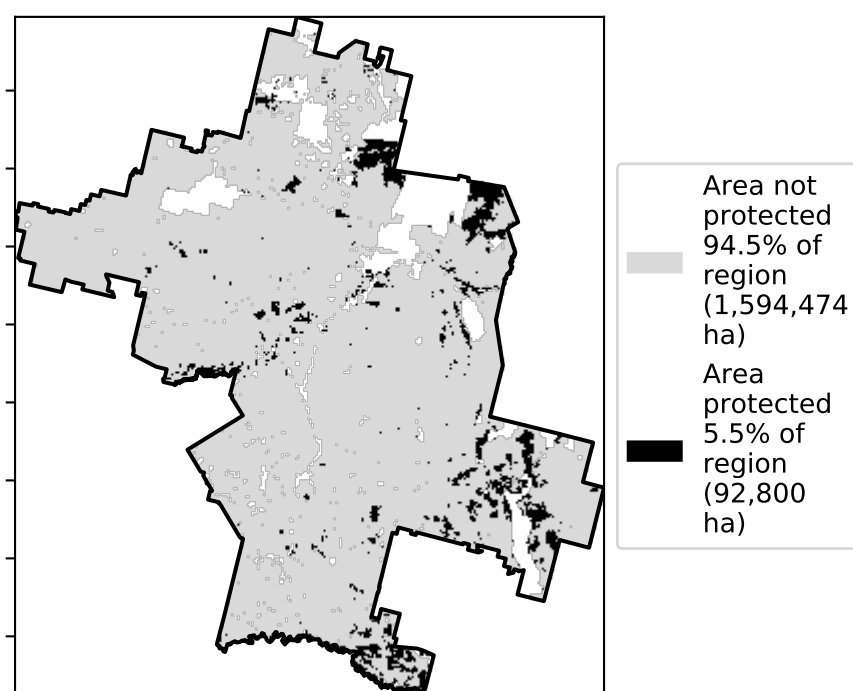 Area not
protected
94.5% of
region
(1,594,474
ha)
Area
protected
5.5% of
region
(92,800
ha)